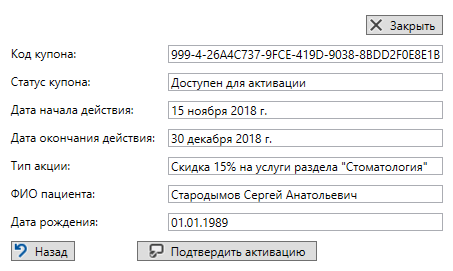 Закрыть
Код купона: 999-4-26A4C737-9FCE-419D-9038-8BDD2F0E8E1B
Статус купона: Доступен для активации
Дата начала действия: 15 ноября 2018 г.
Дата окончания действия: 30 декабря 2018 г.
Тип акции: Скидка 15% на услуги раздела "Стоматология"
ФИО пациента: Стародымов Сергей Анатольевич
Дата рождения: 01.01.1989
Назад Подтвердить активацию